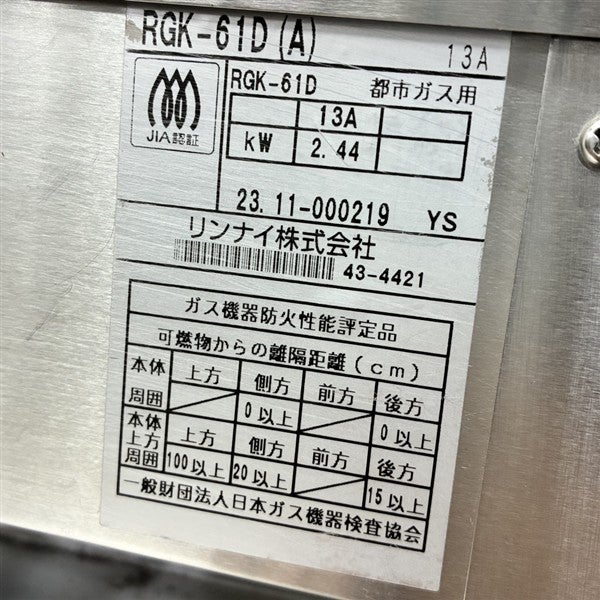 RGK-61D(A) 13A
JIA認証
RGK-61D 都市ガス用
13A
kW 2.44
23.11-000219 YS
リンナイ株式会社
43-4421
ガス機器防火性能評定品
可燃物からの離隔距離(cm)
本体周囲 上方 側方 前方 後方
0以上 0以上
本体上方周囲 上方 側方 前方 後方
100以上 20以上 15以上
一般財団法人日本ガス機器検査協会